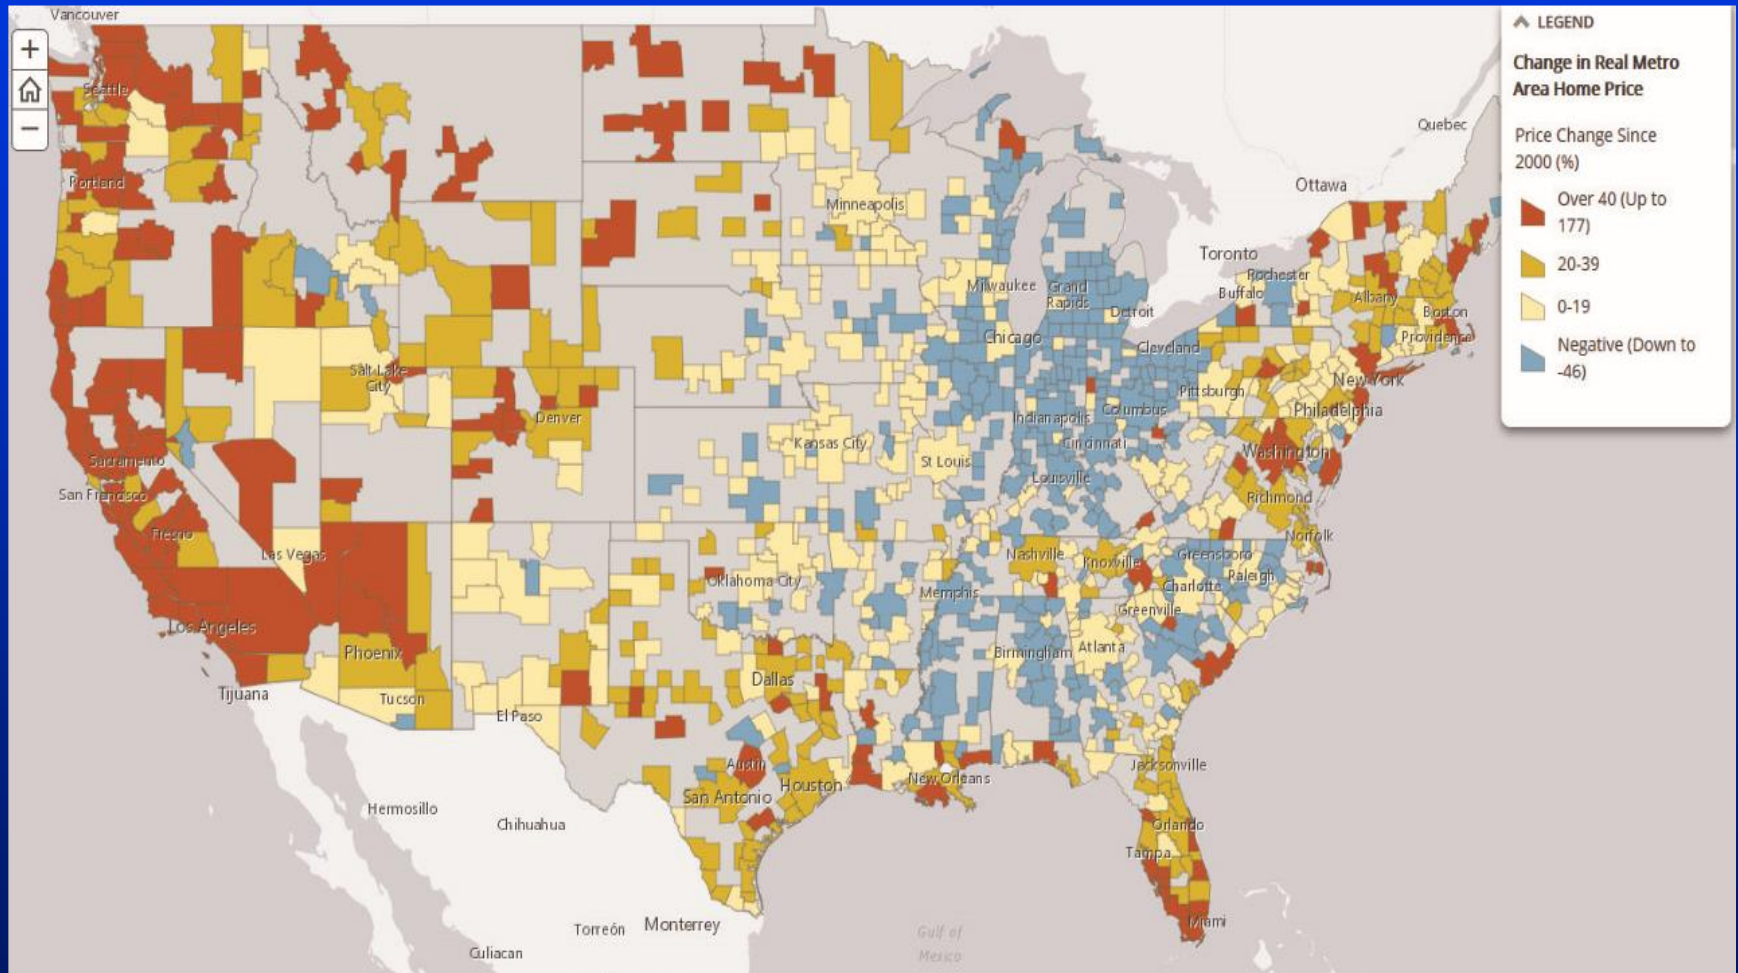 Vancouver
+
−
Seattle
Portland
Salt Lake
City
Sacramento
San Francisco
Fresno
Las Vegas
Los Angeles
Phoenix
Tijuana
Tucson
El Paso
Denver
Minneapolis
Milwaukee
Grand
Rapids
Detroit
Chicago
Cleveland
Indianapolis
Columbus
Cincinnati
Kansas City
St Louis
Louisville
Pittsburgh
Ottawa
Quebec
Toronto
Rochester
Buffalo
Albany
Boston
Providence
New York
Philadelphia
Washington
Richmond
Norfolk
Nashville
Knoxville
Greensboro
Raleigh
Charlotte
Greenville
Oklahoma City
Memphis
Birmingham
Atlanta
Dallas
Austin
Houston
San Antonio
New Orleans
Jacksonville
Orlando
Tampa
Miami
Hermosillo
Chihuahua
Torreón
Monterrey
Culiacan
Gulf of
Mexico
LEGEND
Change in Real Metro
Area Home Price
Price Change Since
2000 (%)
Over 40 (Up to
177)
20-39
0-19
Negative (Down to
-46)